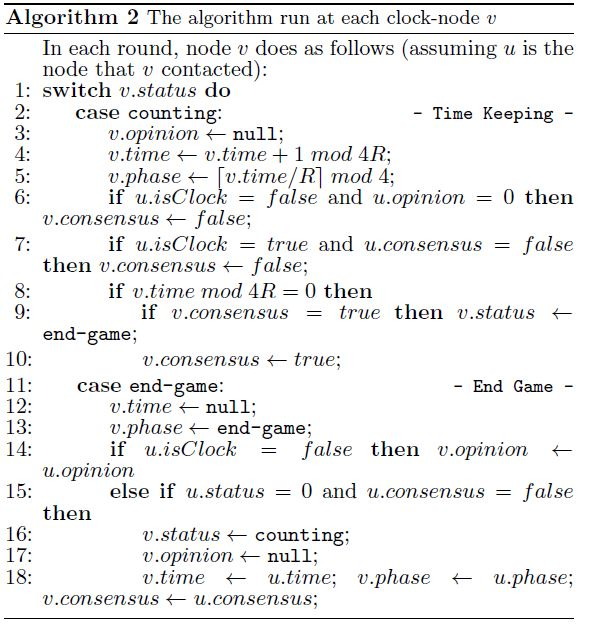 Algorithm 2 The algorithm run at each clock-node v
In each round, node v does as follows (assuming u is the
node that v contacted):
1: switch v.status do
2: case counting: - Time Keeping -
3: v.opinion ← null;
4: v.time ← v.time + 1 mod 4R;
5: v.phase ← ⌈v.time/R⌉ mod 4;
6: if u.isClock = false and u.opinion = 0 then
v.consensus ← false;
7: if u.isClock = true and u.consensus = false
then v.consensus ← false;
8: if v.time mod 4R = 0 then
9: if v.consensus = true then v.status ←
end-game;
10: v.consensus ← true;
11: case end-game: - End Game -
12: v.time ← null;
13: v.phase ← end-game;
14: if u.isClock = false then v.opinion ←
u.opinion
15: else if u.status = 0 and u.consensus = false
then
16: v.status ← counting;
17: v.opinion ← null;
18: v.time ← u.time; v.phase ← u.phase;
v.consensus ← u.consensus;